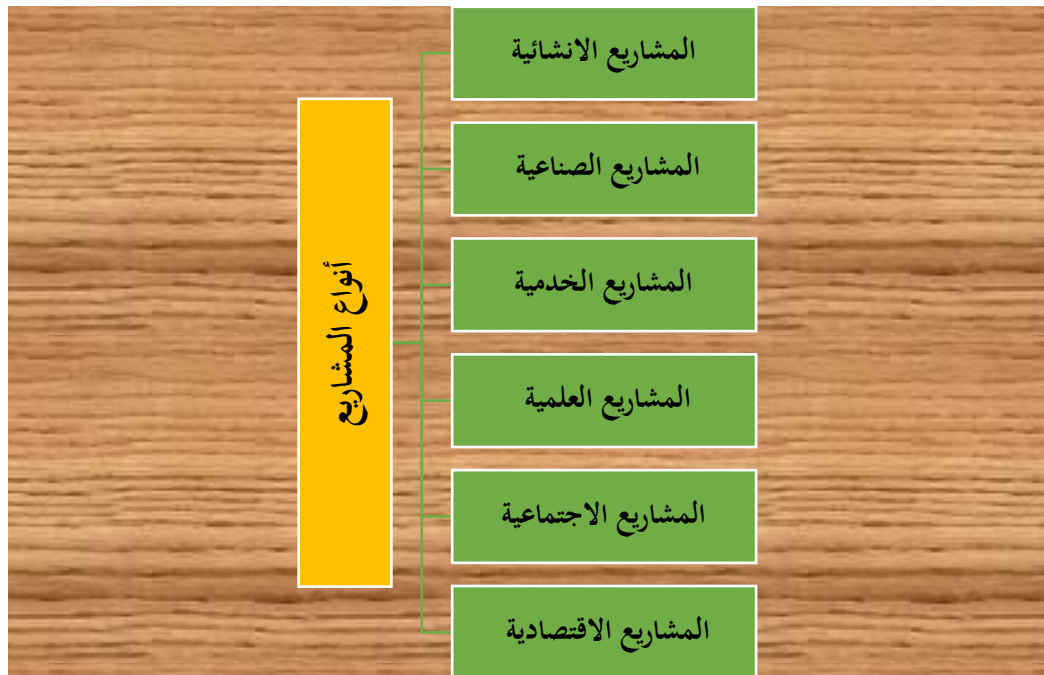 أنواع المشاريع
المشاريع الانشائية
المشاريع الصناعية
المشاريع الخدمية
المشاريع العلمية
المشاريع الاجتماعية
المشاريع الاقتصادية